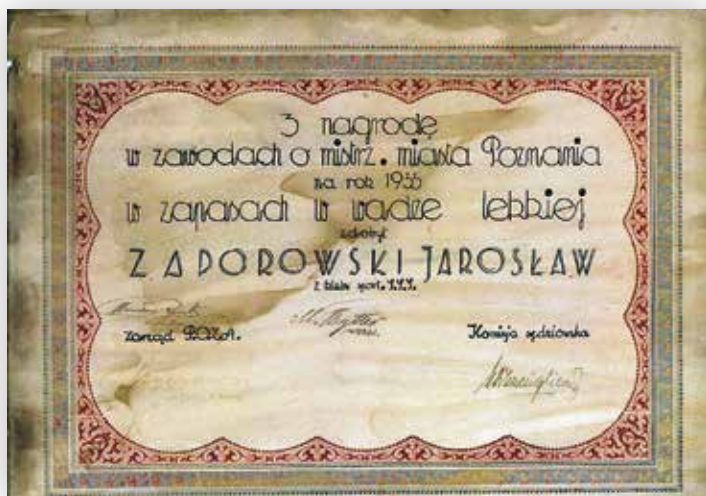 3 nagrodę
w zawodach o mistrz. miasta Poznania
na rok 1935
w zapasach w wadze lekkiej
zdobył
ZAPOROWSKI JAROSŁAW
z klubu sport.
Zarząd P.O.Z.A.
Komisja sędziowska